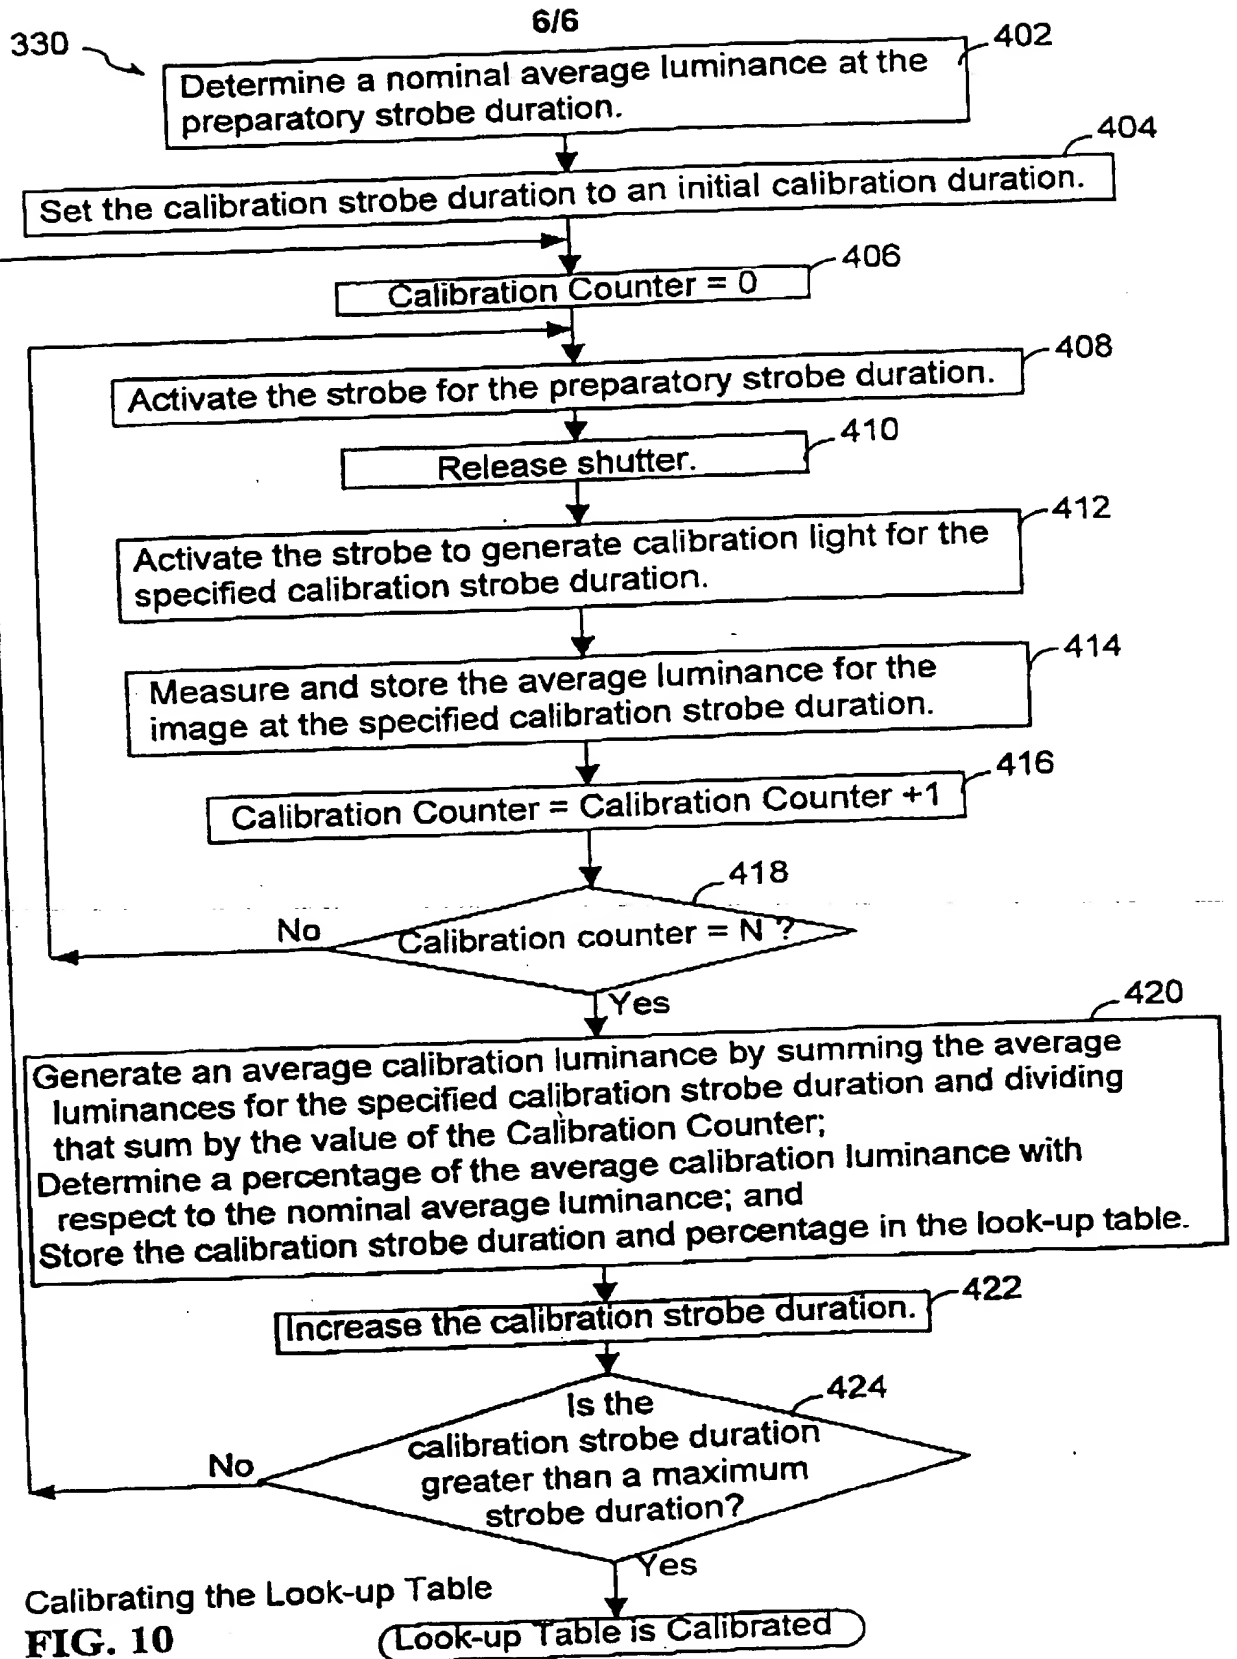 6/6
330
402
Determine a nominal average luminance at the
preparatory strobe duration.
404
Set the calibration strobe duration to an initial calibration duration.
406
Calibration Counter = 0
408
Activate the strobe for the preparatory strobe duration.
410
Release shutter.
412
Activate the strobe to generate calibration light for the
specified calibration strobe duration.
414
Measure and store the average luminance for the
image at the specified calibration strobe duration.
416
Calibration Counter = Calibration Counter +1
418
No
Calibration counter = N ?
Yes
420
Generate an average calibration luminance by summing the average
luminances for the specified calibration strobe duration and dividing
that sum by the value of the Calibration Counter;
Determine a percentage of the average calibration luminance with
respect to the nominal average luminance; and
Store the calibration strobe duration and percentage in the look-up table.
422
Increase the calibration strobe duration.
424
Is the
calibration strobe duration
greater than a maximum
strobe duration?
No
Yes
Calibrating the Look-up Table
FIG. 10
Look-up Table is Calibrated